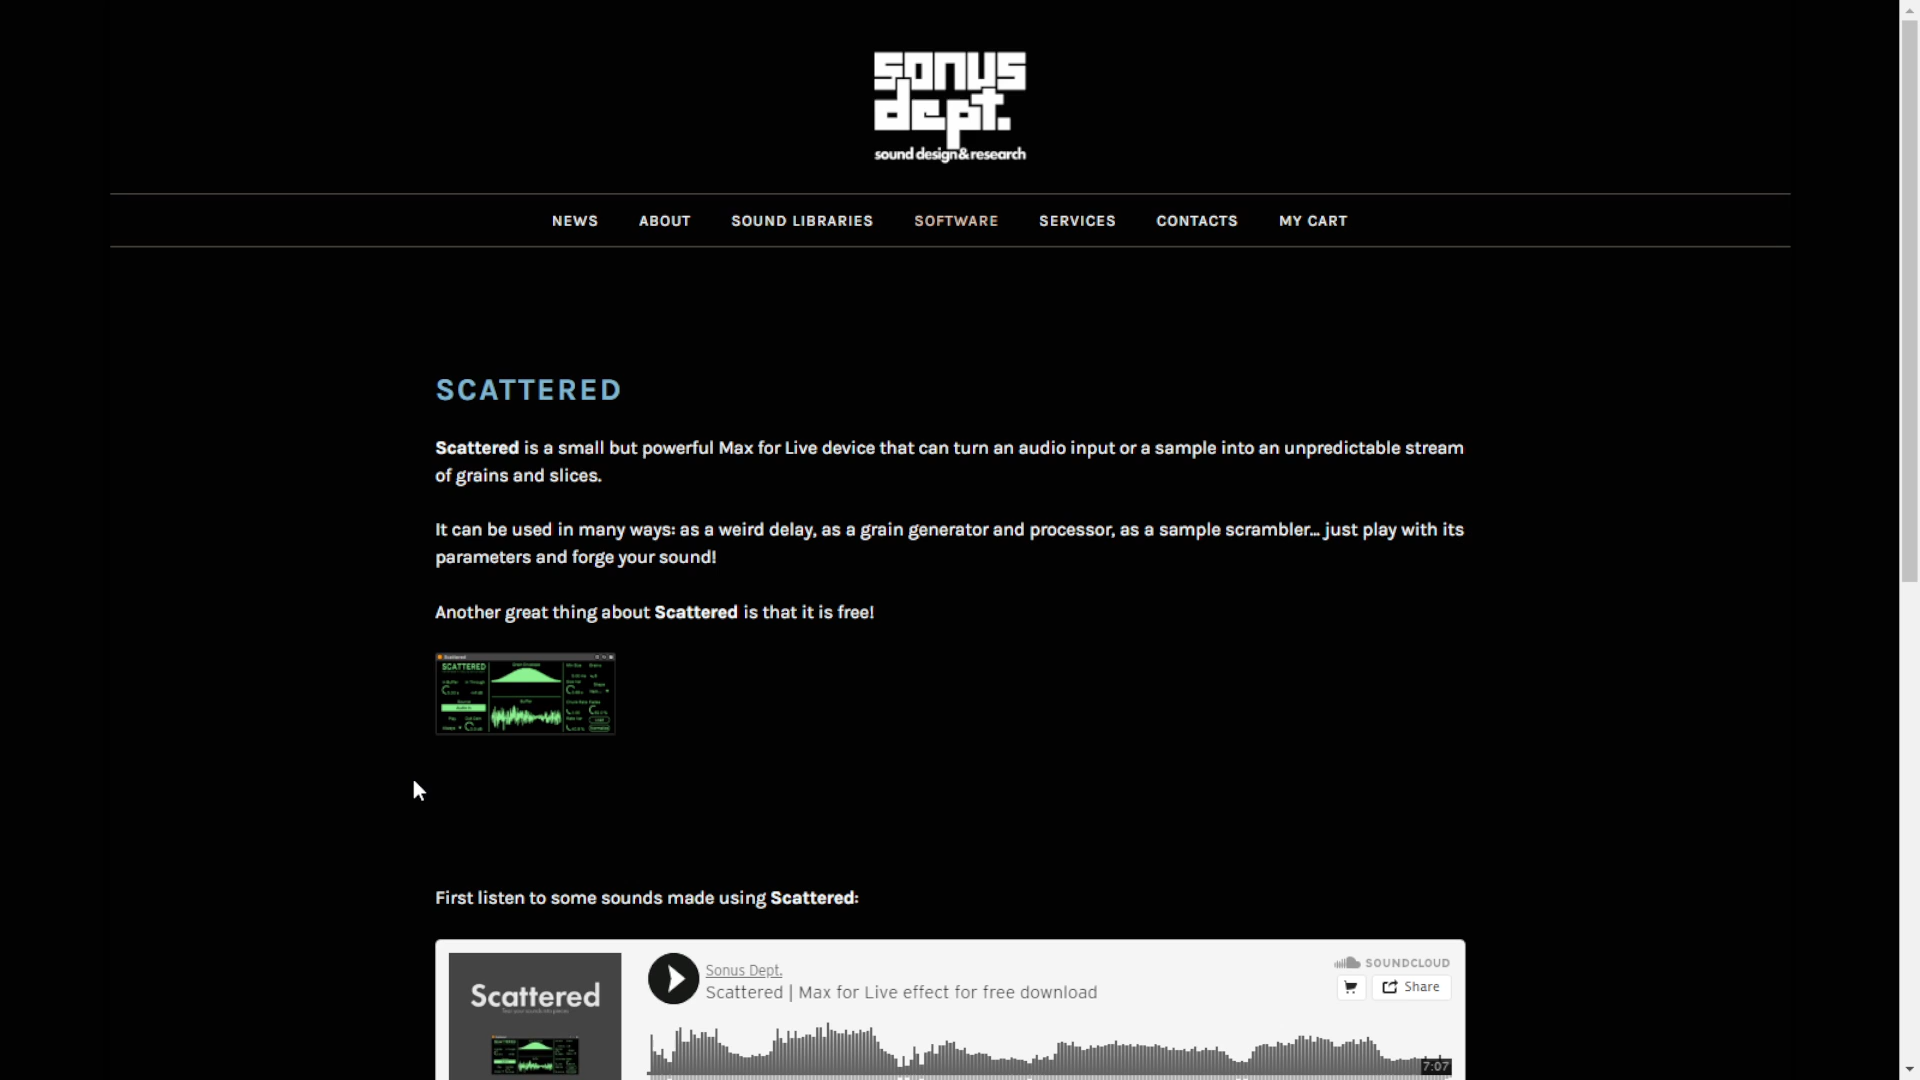 sonus
dept.
sound design&research
NEWS ABOUT SOUND LIBRARIES SOFTWARE SERVICES CONTACTS MY CART
SCATTERED
Scattered is a small but powerful Max for Live device that can turn an audio input or a sample into an unpredictable stream
of grains and slices.
It can be used in many ways: as a weird delay, as a grain generator and processor, as a sample scrambler... just play with its
parameters and forge your sound!
Another great thing about Scattered is that it is free!
Scattered
SCATTERED
First listen to some sounds made using Scattered:
Sonus Dept.
Scattered | Max for Live effect for free download
SOUNDCLOUD
Share
Scattered
7:07